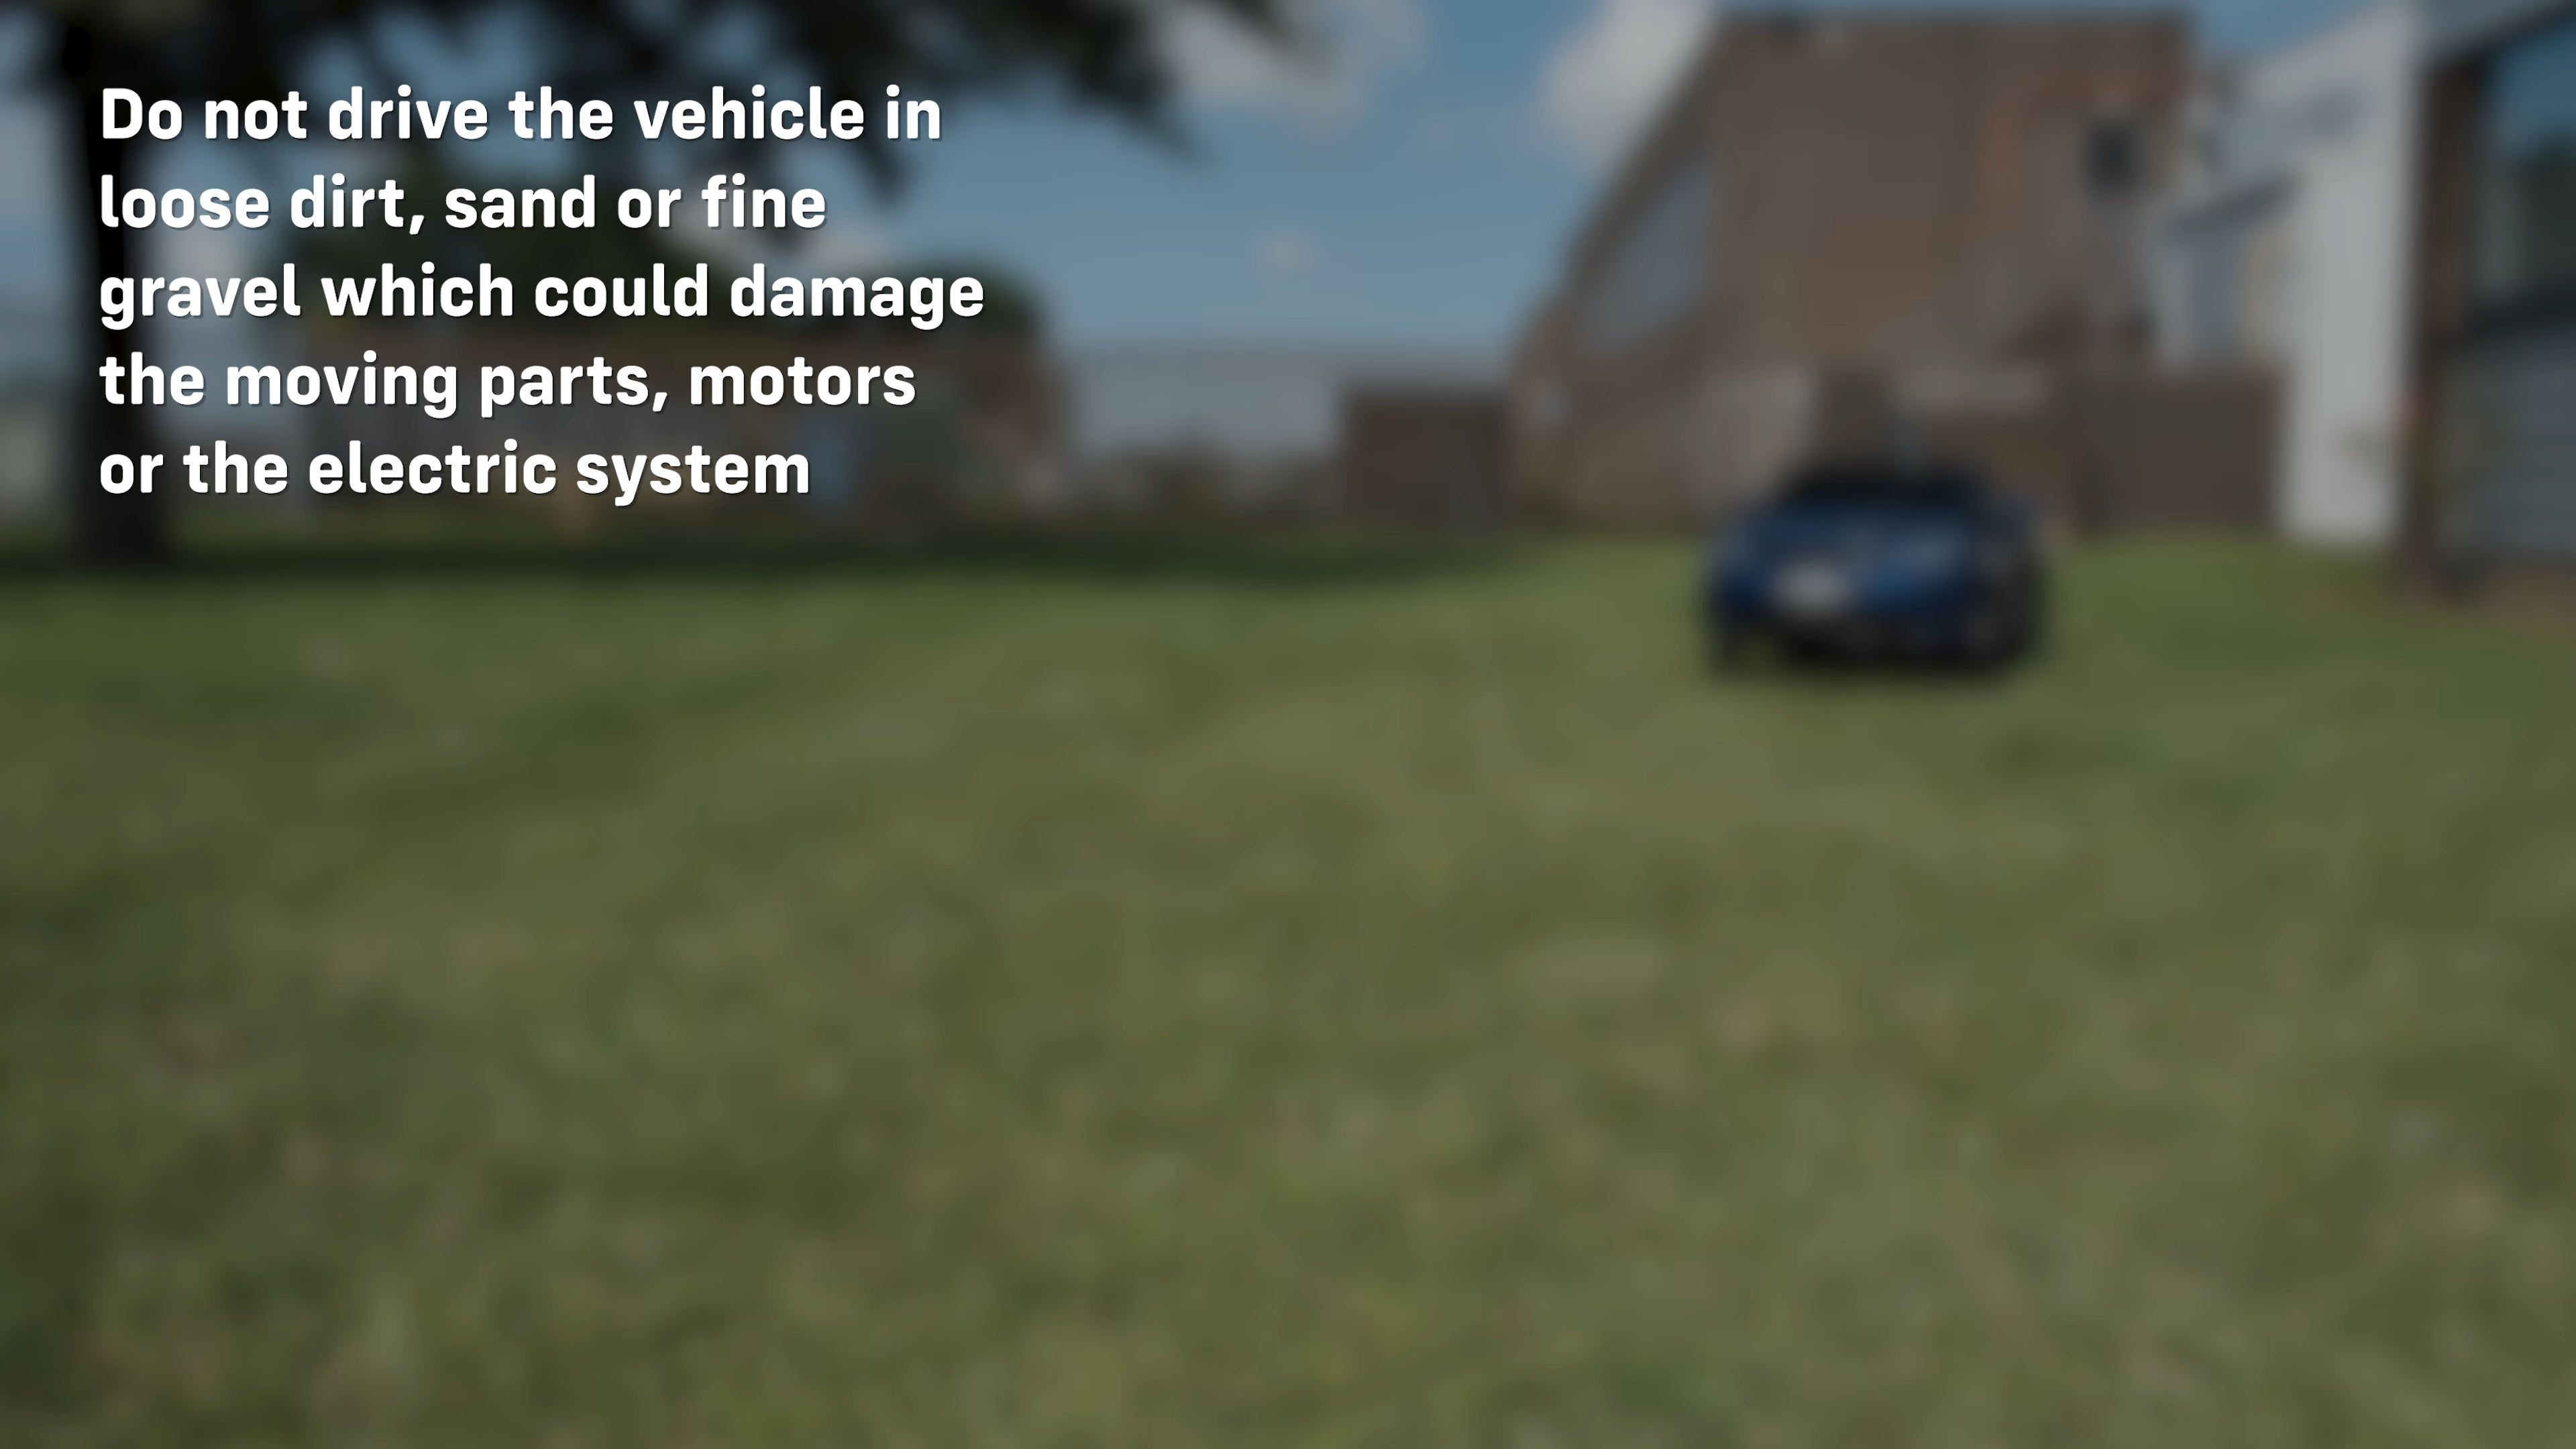 Do not drive the vehicle in
loose dirt, sand or fine
gravel which could damage
the moving parts, motors
or the electric system